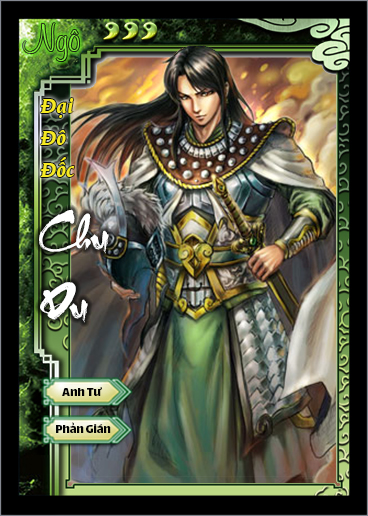 Ngô
Đại
Đô
Đốc
Chu
Du
Anh Tư
Phản Gián